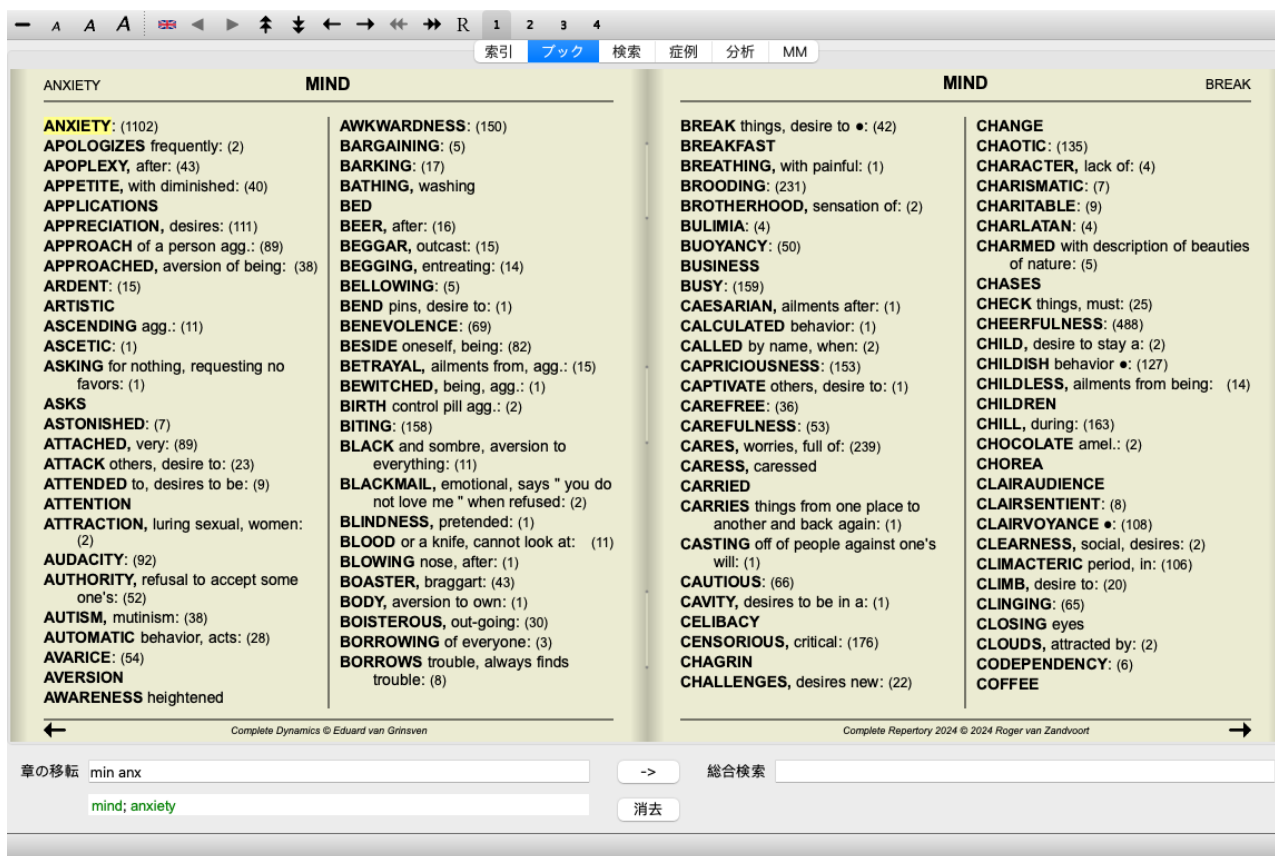 A A A R 1 2 3 4
索引 ブック 検索 症例 分析 MM
ANXIETY MIND
ANXIETY: (1102)
APOLOGIZES frequently: (2)
APOPLEXY, after: (43)
APPETITE, with diminished: (40)
APPLICATIONS
APPRECIATION, desires: (111)
APPROACH of a person agg.: (89)
APPROACHED, aversion of being: (38)
ARDENT: (15)
ARTISTIC
ASCENDING agg.: (11)
ASCETIC: (1)
ASKING for nothing, requesting no
favors: (1)
ASKS
ASTONISHED: (7)
ATTACHED, very: (89)
ATTACK others, desire to: (23)
ATTENDED to, desires to be: (9)
ATTENTION
ATTRACTION, luring sexual, women:
(2)
AUDACITY: (92)
AUTHORITY, refusal to accept some
one's: (52)
AUTISM, mutinism: (38)
AUTOMATIC behavior, acts: (28)
AVARICE: (54)
AVERSION
AWARENESS heightened
AWKWARDNESS: (150)
BARGAINING: (5)
BARKING: (17)
BATHING, washing
BED
BEER, after: (16)
BEGGAR, outcast: (15)
BEGGING, entreating: (14)
BELLOWING: (5)
BEND pins, desire to: (1)
BENEVOLENCE: (69)
BESIDE oneself, being: (82)
BETRAYAL, ailments from, agg.: (15)
BEWITCHED, being, agg.: (1)
BIRTH control pill agg.: (2)
BITING: (158)
BLACK and sombre, aversion to
everything: (11)
BLACKMAIL, emotional, says " you do
not love me " when refused: (2)
BLINDNESS, pretended: (1)
BLOOD or a knife, cannot look at: (11)
BLOWING nose, after: (1)
BOASTER, braggart: (43)
BODY, aversion to own: (1)
BOISTEROUS, out-going: (30)
BORROWING of everyone: (3)
BORROWS trouble, always finds
trouble: (8)
Complete Dynamics © Eduard van Grinsven
MIND BREAK
BREAK things, desire to ●: (42)
BREAKFAST
BREATHING, with painful: (1)
BROODING: (231)
BROTHERHOOD, sensation of: (2)
BULIMIA: (4)
BUOYANCY: (50)
BUSINESS
BUSY: (159)
CAESARIAN, ailments after: (1)
CALCULATED behavior: (1)
CALLED by name, when: (2)
CAPRICIOUSNESS: (153)
CAPTIVATE others, desire to: (1)
CAREFREE: (36)
CAREFULNESS: (53)
CARES, worries, full of: (239)
CARESS, caressed
CARRIED
CARRIES things from one place to
another and back again: (1)
CASTING off of people against one's
will: (1)
CAUTIOUS: (66)
CAVITY, desires to be in a: (1)
CELIBACY
CENSORIOUS, critical: (176)
CHAGRIN
CHALLENGES, desires new: (22)
CHANGE
CHAOTIC: (135)
CHARACTER, lack of: (4)
CHARISMATIC: (7)
CHARITABLE: (9)
CHARLATAN: (4)
CHARMED with description of beauties
of nature: (5)
CHASES
CHECK things, must: (25)
CHEERFULNESS: (488)
CHILD, desire to stay a: (2)
CHILDISH behavior ●: (127)
CHILDLESS, ailments from being: (14)
CHILDREN
CHILL, during: (163)
CHOCOLATE amel.: (2)
CHOREA
CLAIRAUDIENCE
CLAIRSENTIENT: (8)
CLAIRVOYANCE ●: (108)
CLEARNESS, social, desires: (2)
CLIMACTERIC period, in: (106)
CLIMB, desire to: (20)
CLINGING: (65)
CLOSING eyes
CLOUDS, attracted by: (2)
CODEPENDENCY: (6)
COFFEE
Complete Repertory 2024 © 2024 Roger van Zandvoort
章の移転 min anx -> 総合検索
mind; anxiety 消去